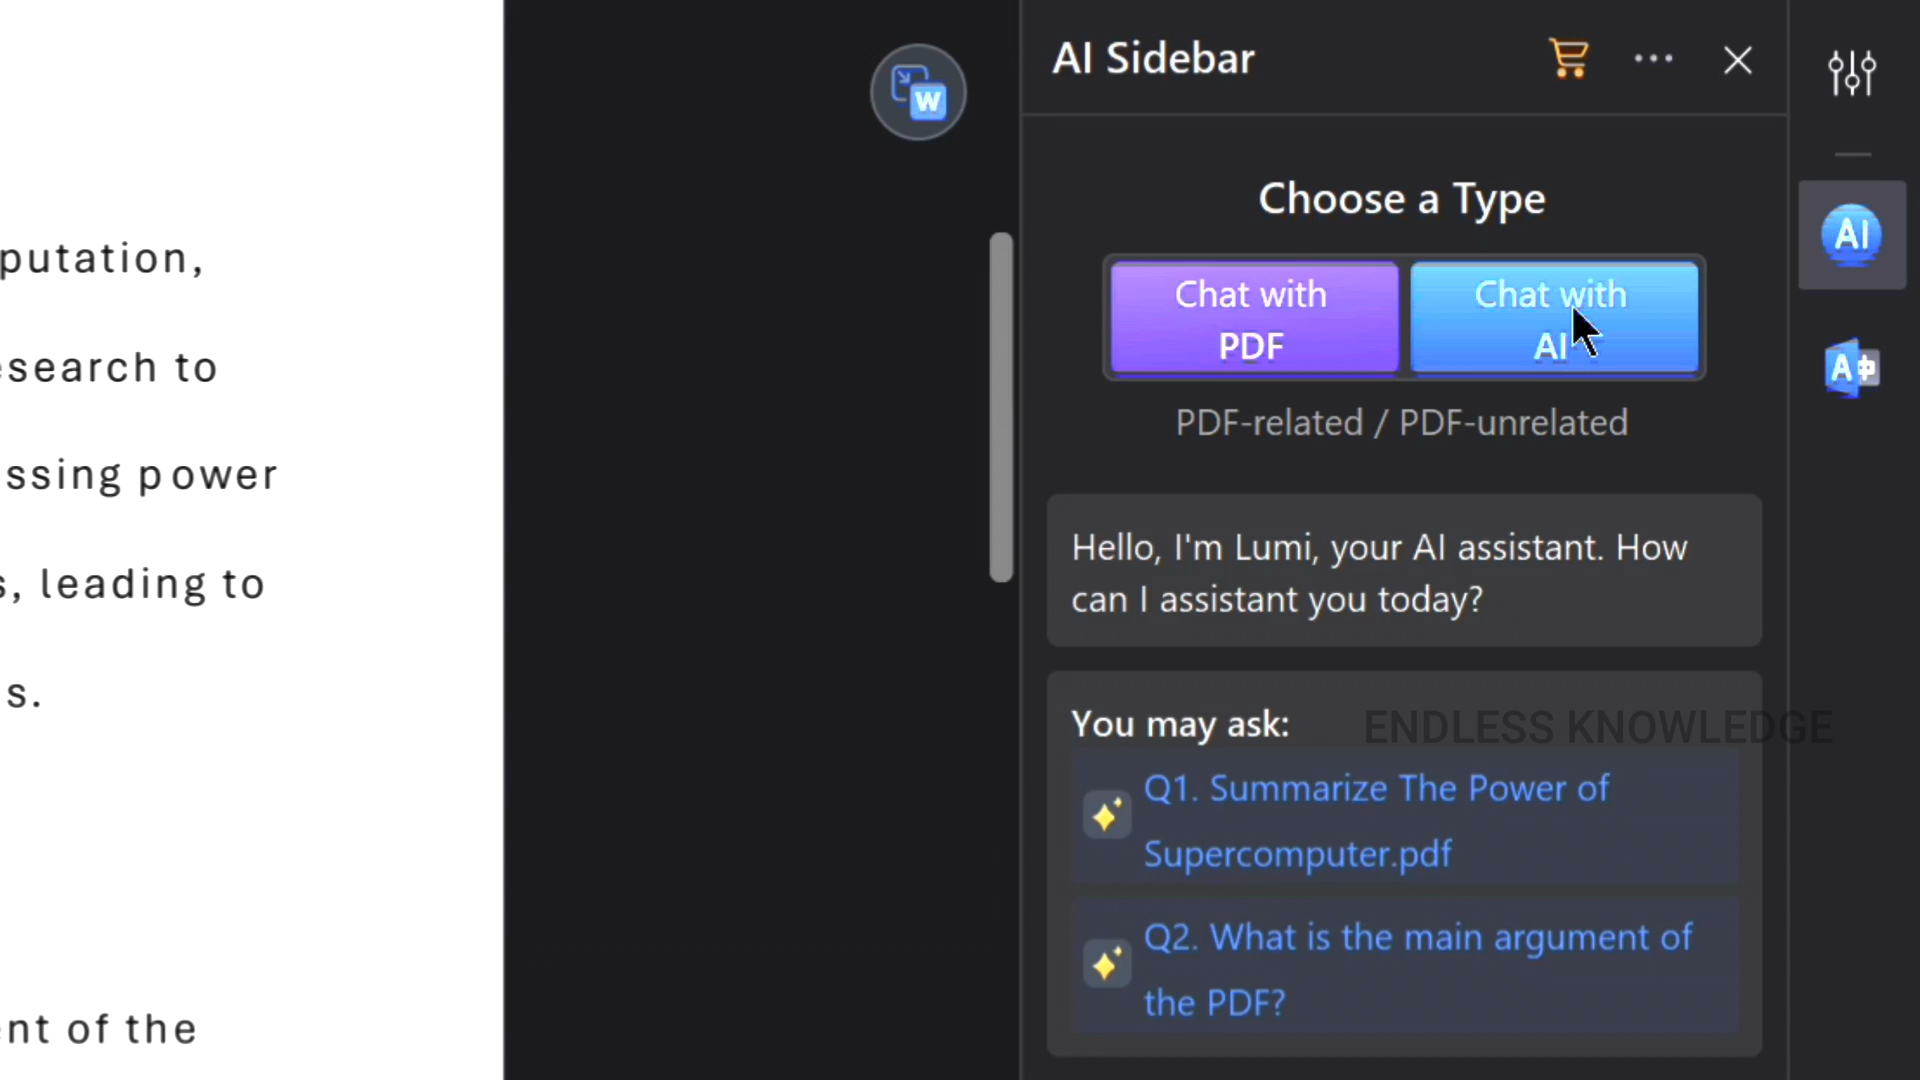 putation,
search to
ssing power
, leading to
s.
nt of the
W
AI Sidebar
Choose a Type
Chat with
PDF
Chat with
AI
PDF-related / PDF-unrelated
Hello, I'm Lumi, your AI assistant. How
can I assistant you today?
You may ask:
ENDLESS KNOWLEDGE
Q1. Summarize The Power of
Supercomputer.pdf
Q2. What is the main argument of
the PDF?
AI
A